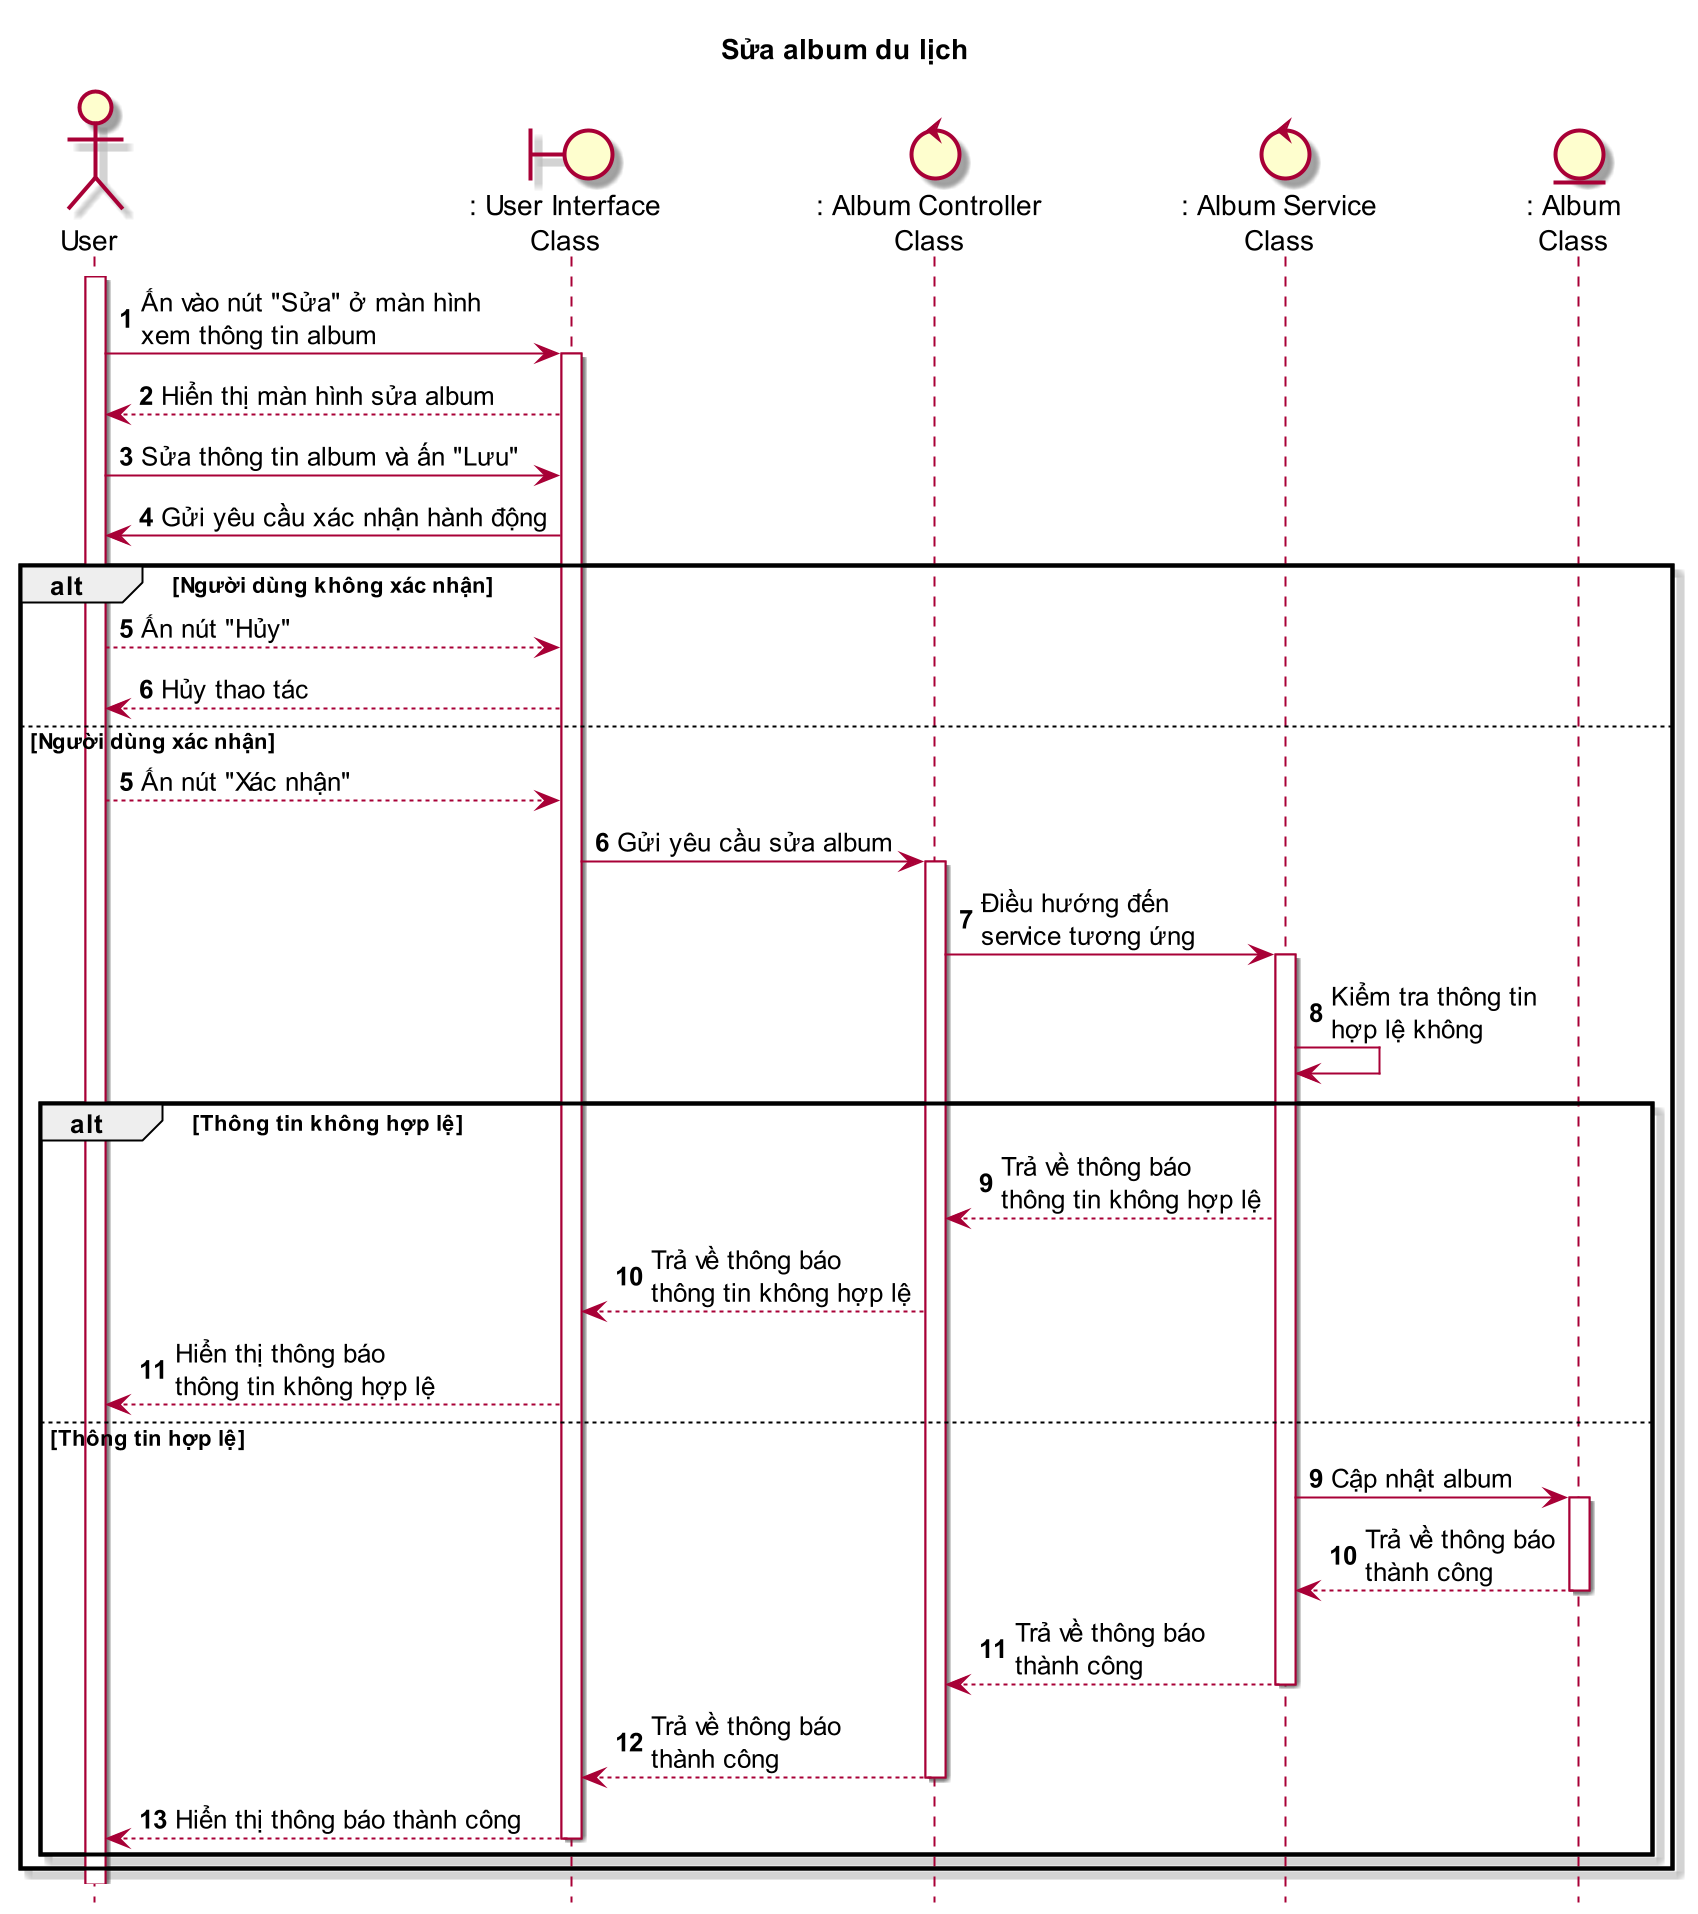 Sửa album du lịch
User
: User Interface
Class
: Album Controller
Class
: Album Service
Class
: Album
Class
1 Ấn vào nút "Sửa" ở màn hình
xem thông tin album
2 Hiển thị màn hình sửa album
3 Sửa thông tin album và ấn "Lưu"
4 Gửi yêu cầu xác nhận hành động
alt [Người dùng không xác nhận]
5 Ấn nút "Hủy"
6 Hủy thao tác
[Người dùng xác nhận]
5 Ấn nút "Xác nhận"
6 Gửi yêu cầu sửa album
7 Điều hướng đến
service tương ứng
8 Kiểm tra thông tin
hợp lệ không
alt [Thông tin không hợp lệ]
9 Trả về thông báo
thông tin không hợp lệ
10 Trả về thông báo
thông tin không hợp lệ
11 Hiển thị thông báo
thông tin không hợp lệ
[Thông tin hợp lệ]
9 Cập nhật album
10 Trả về thông báo
thành công
11 Trả về thông báo
thành công
12 Trả về thông báo
thành công
13 Hiển thị thông báo thành công